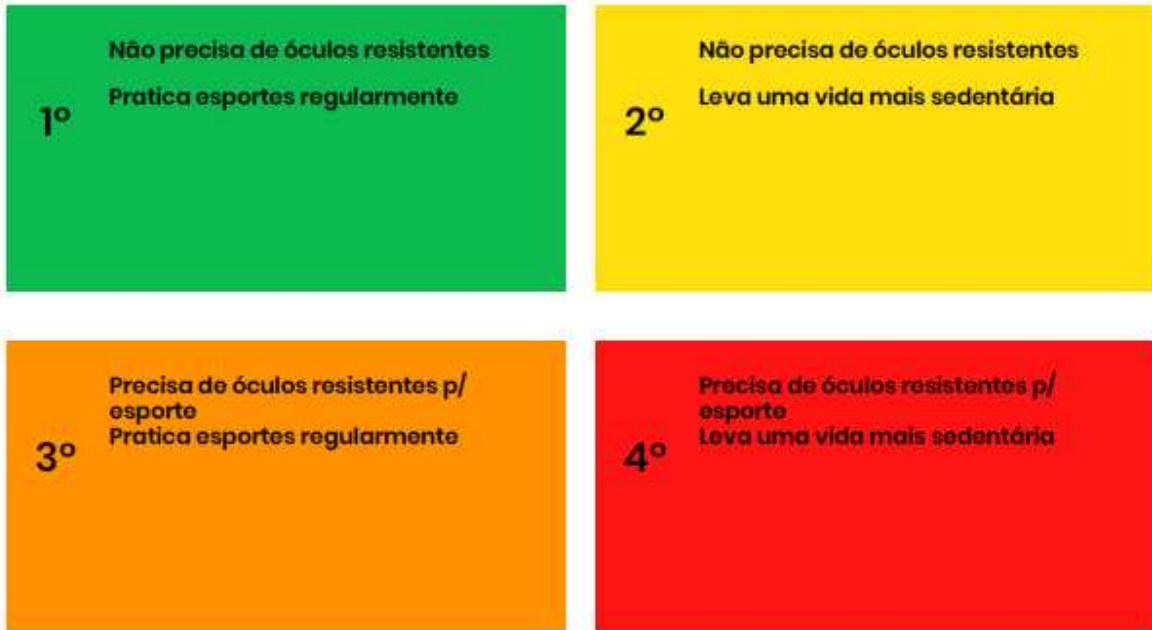 Não precisa de óculos resistentes
Pratica esportes regularmente
1º
Não precisa de óculos resistentes
Leva uma vida mais sedentária
2º
Precisa de óculos resistentes p/
esporte
Pratica esportes regularmente
3º
Precisa de óculos resistentes p/
esporte
Leva uma vida mais sedentária
4º